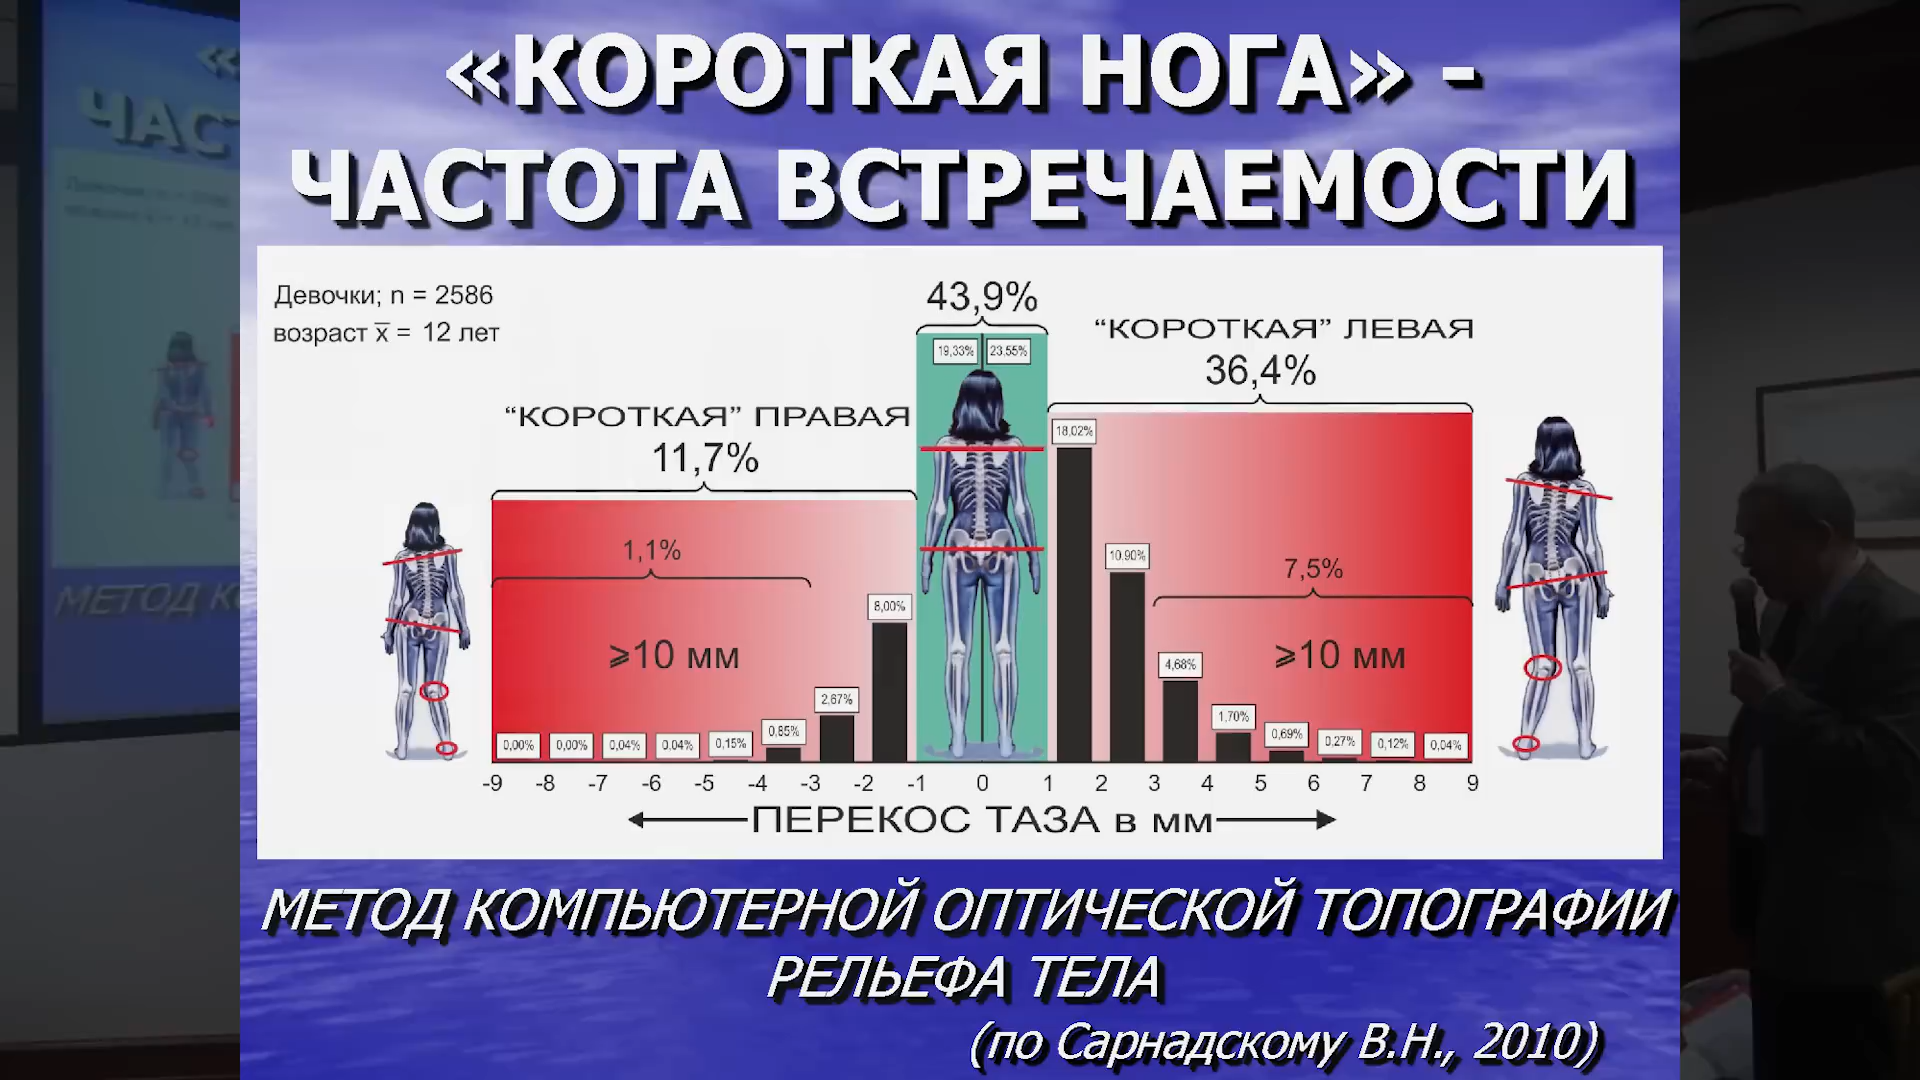 «КОРОТКАЯ НОГА» -
ЧАСТОТА ВСТРЕЧАЕМОСТИ
Девочки; n = 2586
возраст x̅ = 12 лет
43,9%
19,33% 23.55%
“КОРОТКАЯ” ЛЕВАЯ
36,4%
“КОРОТКАЯ” ПРАВАЯ
11,7%
18,02%
1,1%
10,90%
7,5%
8,00%
⩾10 мм
⩾10 мм
4,68%
2,67%
1,70%
0,85%
0,69%
0,00% 0,00% 0,04% 0,04% 0,15%
0,27% 0,12% 0,04%
-9 -8 -7 -6 -5 -4 -3 -2 -1 0 1 2 3 4 5 6 7 8 9
ПЕРЕКОС ТАЗА в мм
МЕТОД КОМПЬЮТЕРНОЙ ОПТИЧЕСКОЙ ТОПОГРАФИИ
РЕЛЬЕФА ТЕЛА
(по Сарнадскому В.Н., 2010)
ЧАС
МЕТОД К